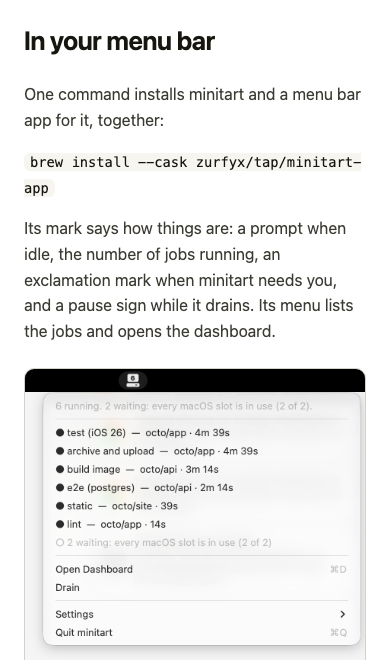 In your menu bar
One command installs minitart and a menu bar
app for it, together:
brew install --cask zurfyx/tap/minitart-
app
Its mark says how things are: a prompt when
idle, the number of jobs running, an
exclamation mark when minitart needs you,
and a pause sign while it drains. Its menu lists
the jobs and opens the dashboard.
6
6 running. 2 waiting: every macOS slot is in use (2 of 2).
● test (iOS 26) — octo/app · 4m 39s
● archive and upload — octo/app · 4m 39s
● build image — octo/api · 3m 14s
● e2e (postgres) — octo/api · 2m 14s
● static — octo/site · 39s
● lint — octo/app · 14s
○ 2 waiting: every macOS slot is in use (2 of 2)
Open Dashboard ⌘D
Drain
Settings >
Quit minitart ⌘Q